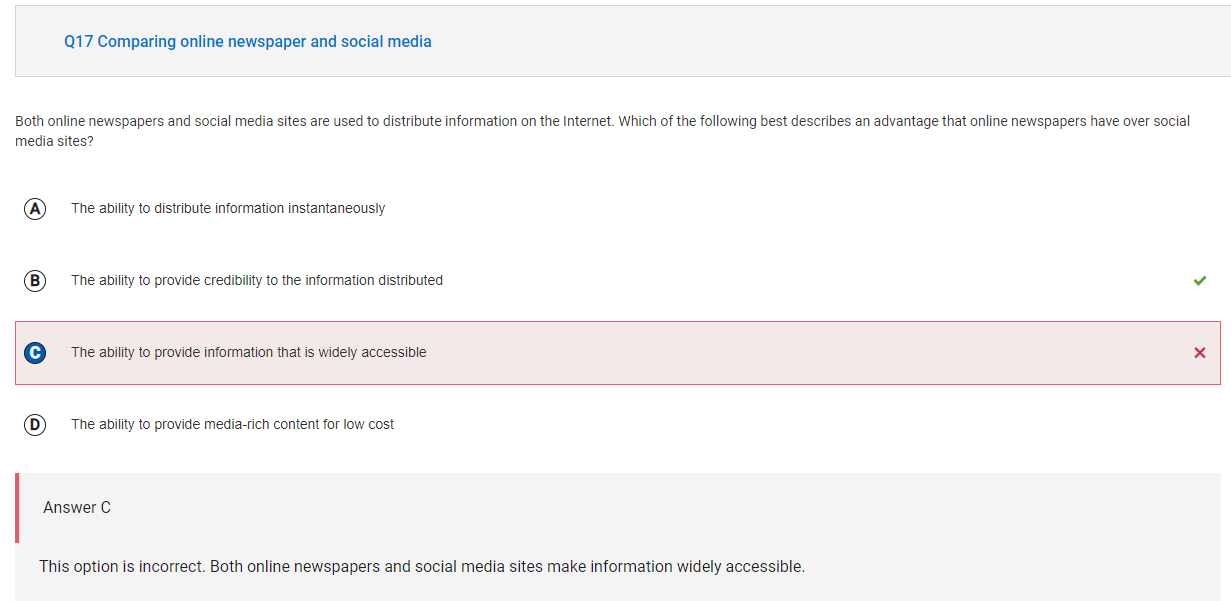 Q17 Comparing online newspaper and social media
Both online newspapers and social media sites are used to distribute information on the Internet. Which of the following best describes an advantage that online newspapers have over social
media sites?
A The ability to distribute information instantaneously
B The ability to provide credibility to the information distributed
C The ability to provide information that is widely accessible
D The ability to provide media-rich content for low cost
Answer C
This option is incorrect. Both online newspapers and social media sites make information widely accessible.